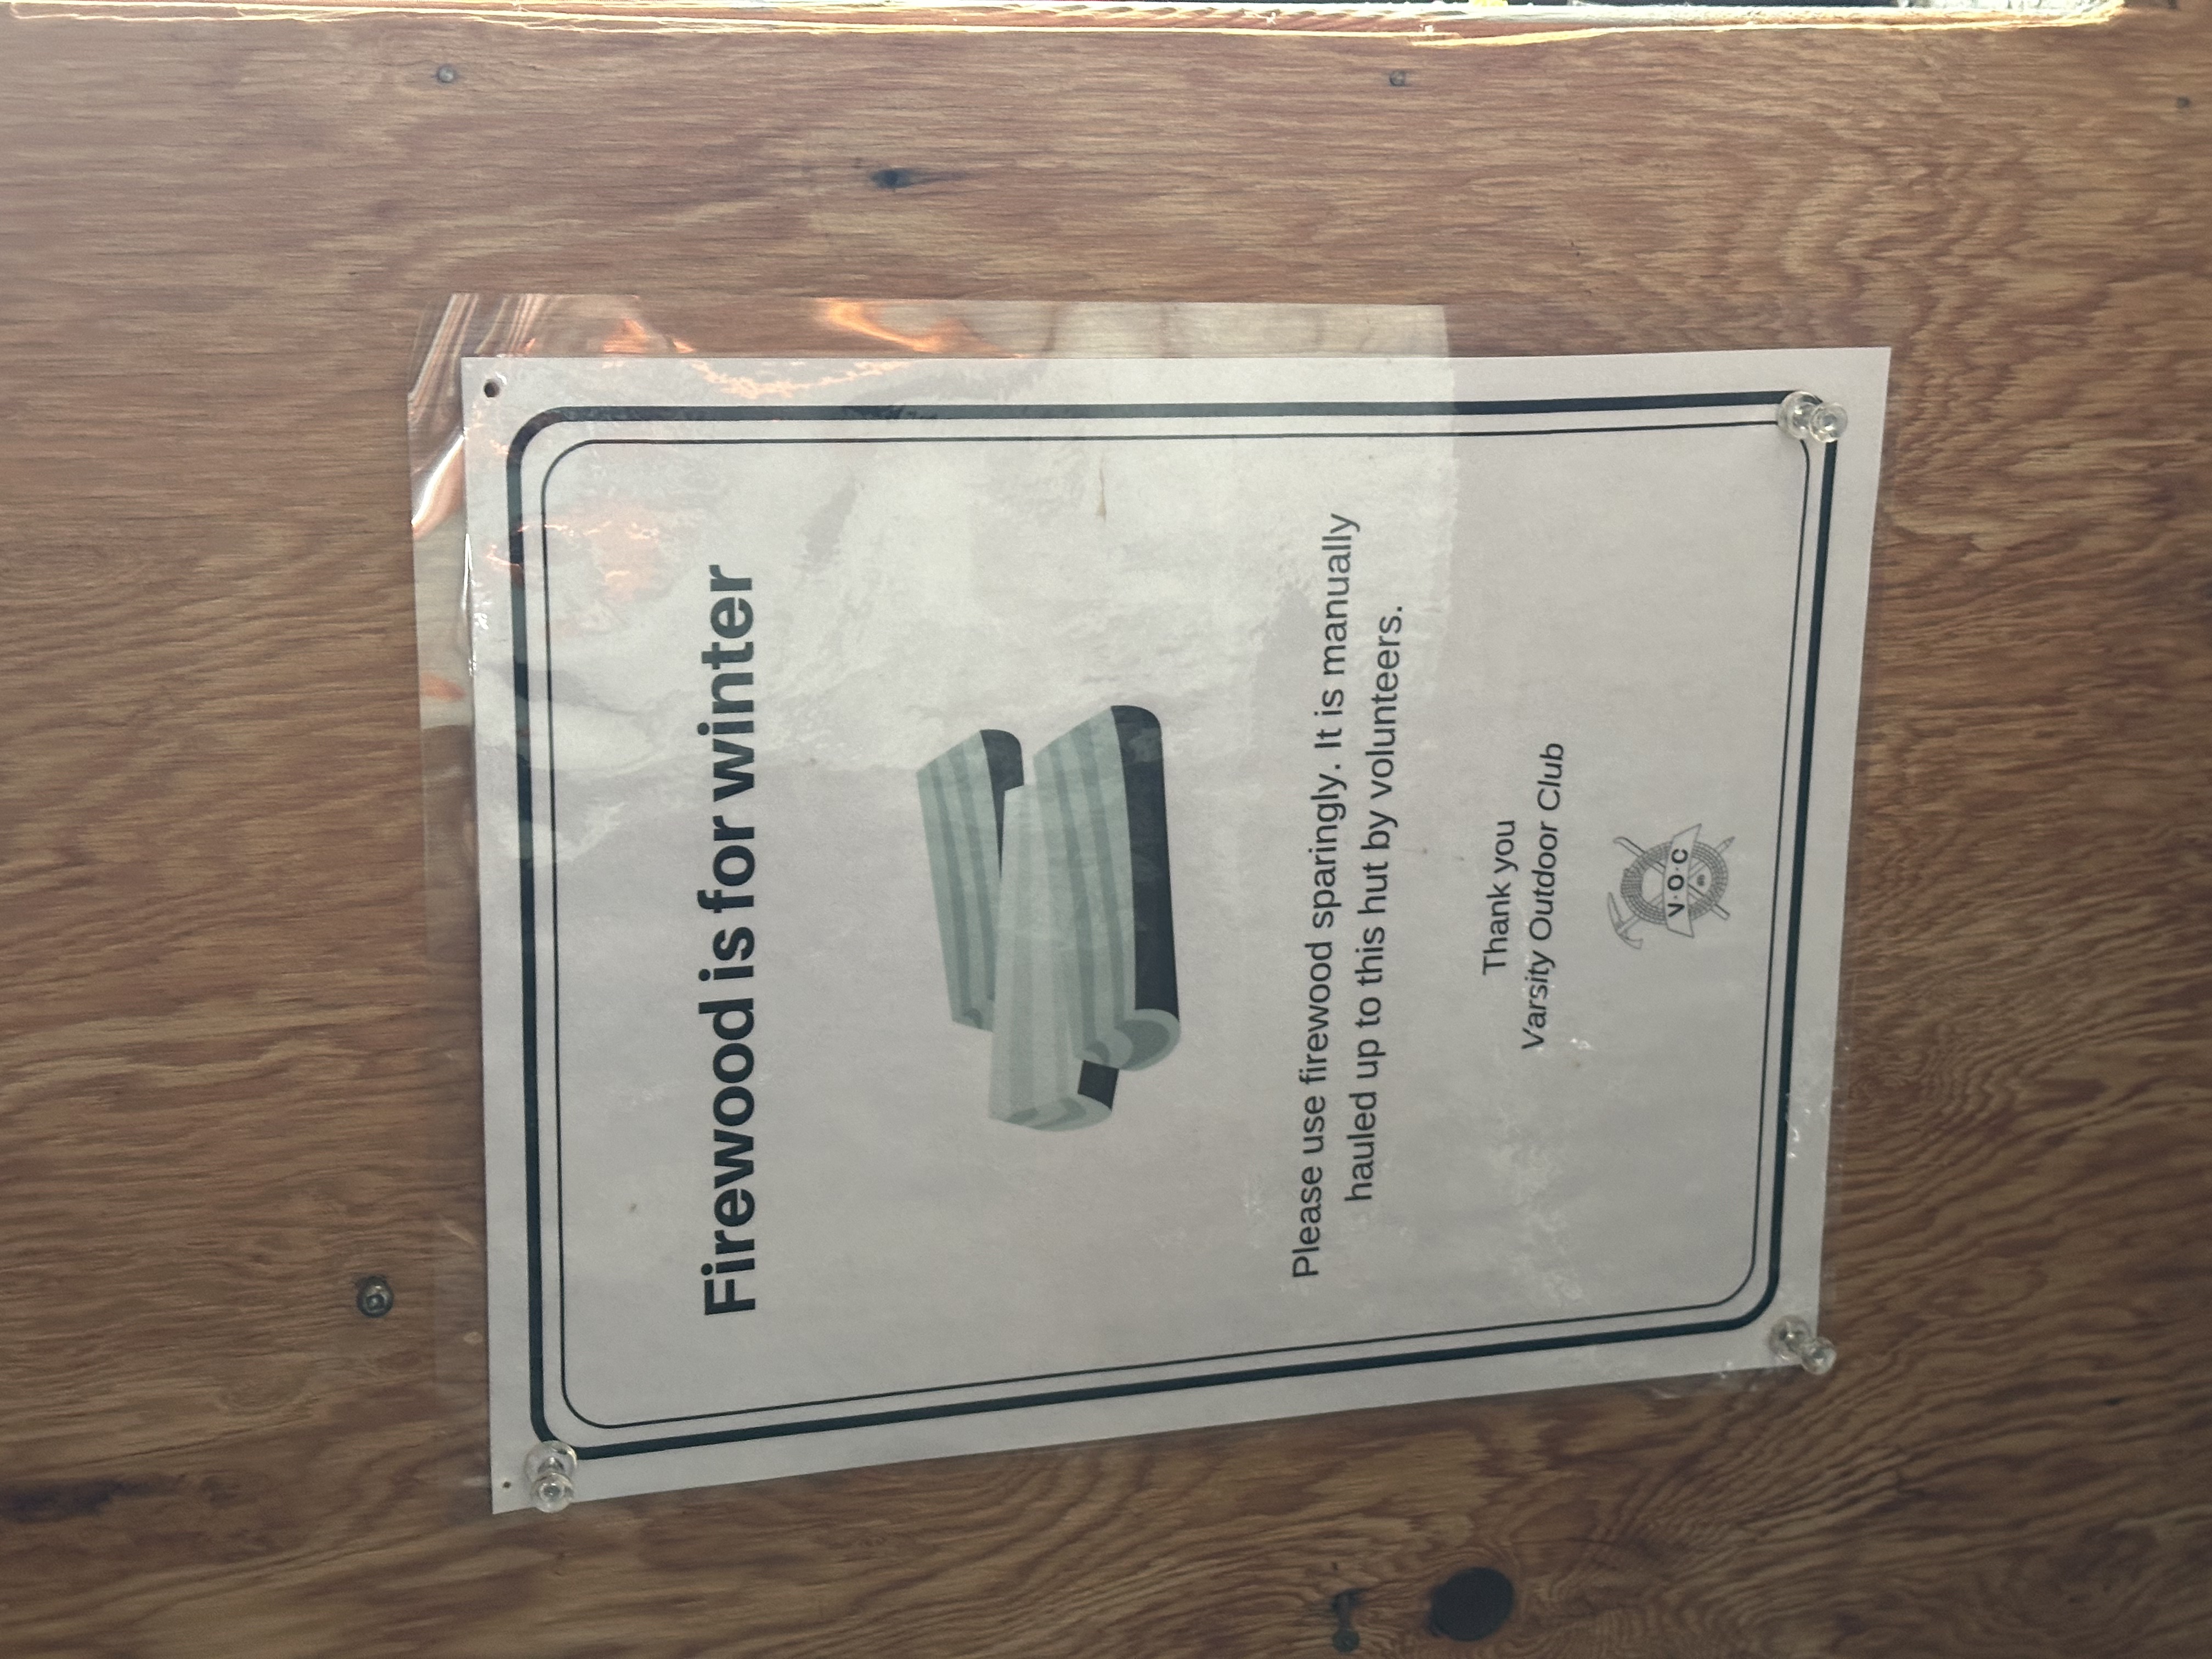 Firewood is for winter
Please use firewood sparingly. It is manually
hauled up to this hut by volunteers.
Thank you
Varsity Outdoor Club
V·O·C